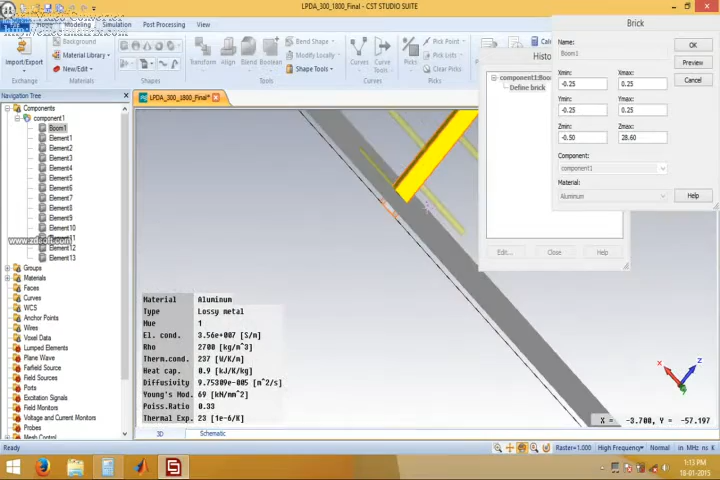 LPDA_300_1800_Final - CST STUDIO SUITE
Modeling
Simulation
Post Processing
View
Import/Export
Exchange
Background
Material Library
New/Edit
Materials
Shapes
Transform
Align
Blend
Boolean
Bend Shape
Modify Locally
Shape Tools
Tools
Curves
Curve Tools
Curves
Picks
Pick Point
Pick Lists
Clear Picks
Picks
Navigation Tree
LPDA_300_1800_Final*
Components
component1
Boom1
Element1
Element2
Element3
Element4
Element5
Element6
Element7
Element8
Element9
Element10
Element11
Element12
Element13
Groups
Materials
Faces
Curves
WCS
Anchor Points
Wires
Voxel Data
Lumped Elements
Plane Wave
Farfield Source
Field Sources
Ports
Excitation Signals
Field Monitors
Voltage and Current Monitors
Probes
Mesh Control
Material Aluminum
Type Lossy metal
Mue 1
El. cond. 3.56e+007 [S/m]
Rho 2700 [kg/m^3]
Therm.cond. 237 [W/K/m]
Heat cap. 0.9 [kJ/K/kg]
Diffusivity 9.75309e-005 [m^2/s]
Young's Mod. 69 [kN/mm^2]
Poiss.Ratio 0.33
Thermal Exp. 23 [1e-6/K]
component1:Boom
Define brick
Edit...
Close
Help
Brick
Name:
Boom1
OK
Xmin:
Xmax:
-0.25
0.25
Preview
Ymin:
Ymax:
-0.25
0.25
Cancel
Zmin:
Zmax:
-0.50
28.60
Component:
component1
Material:
Aluminum
Help
X = -3.700, Y = -57.197
3D
Schematic
Ready
Raster=1.000
High Frequency
Normal
in MHz ns K
1:13 PM
18-01-2015